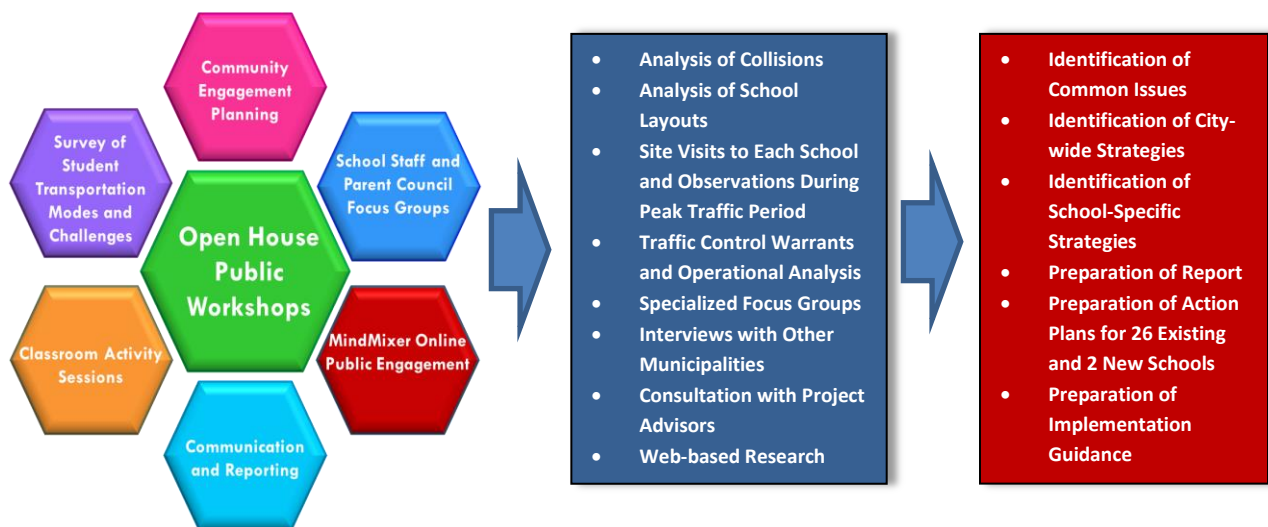 Community
Engagement
Planning
Survey of
Student
Transportation
Modes and
Challenges
School Staff and
Parent Council
Focus Groups
Open House
Public
Workshops
Classroom Activity
Sessions
MindMixer Online
Public Engagement
Communication
and Reporting
• Analysis of Collisions
• Analysis of School
Layouts
• Site Visits to Each School
and Observations During
Peak Traffic Period
• Traffic Control Warrants
and Operational Analysis
• Specialized Focus Groups
• Interviews with Other
Municipalities
• Consultation with Project
Advisors
• Web-based Research
• Identification of
Common Issues
• Identification of City-
wide Strategies
• Identification of
School-Specific
Strategies
• Preparation of Report
• Preparation of Action
Plans for 26 Existing
and 2 New Schools
• Preparation of
Implementation
Guidance